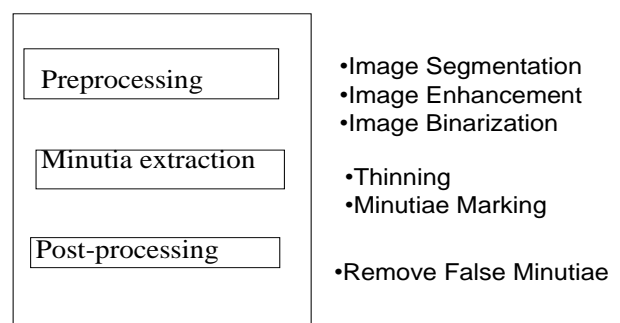 Preprocessing
•Image Segmentation
•Image Enhancement
•Image Binarization
Minutia extraction
•Thinning
•Minutiae Marking
Post-processing
•Remove False Minutiae